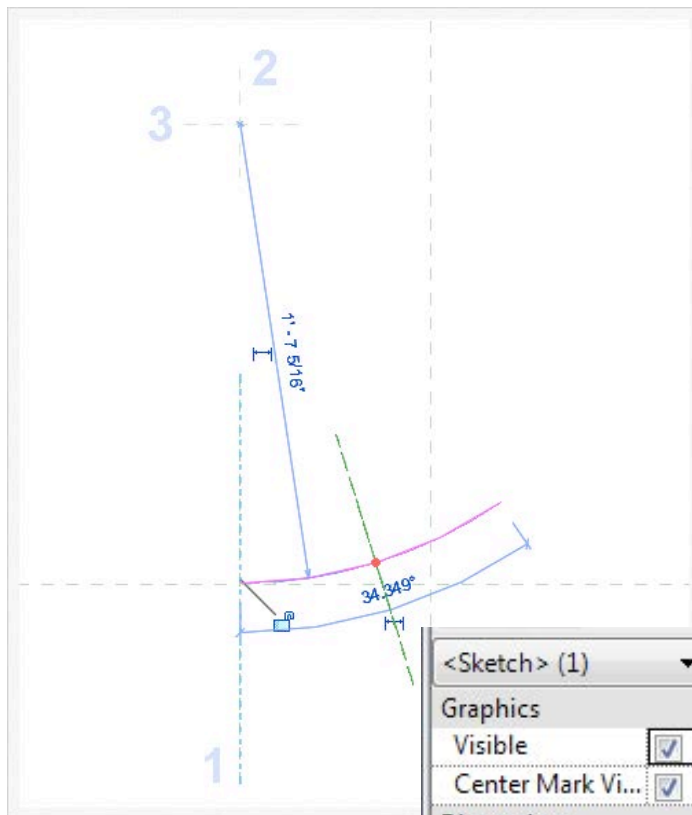 2
3
1' - 7 5/16"
34.349°
1
<Sketch> (1)
Graphics
Visible
Center Mark Vi...